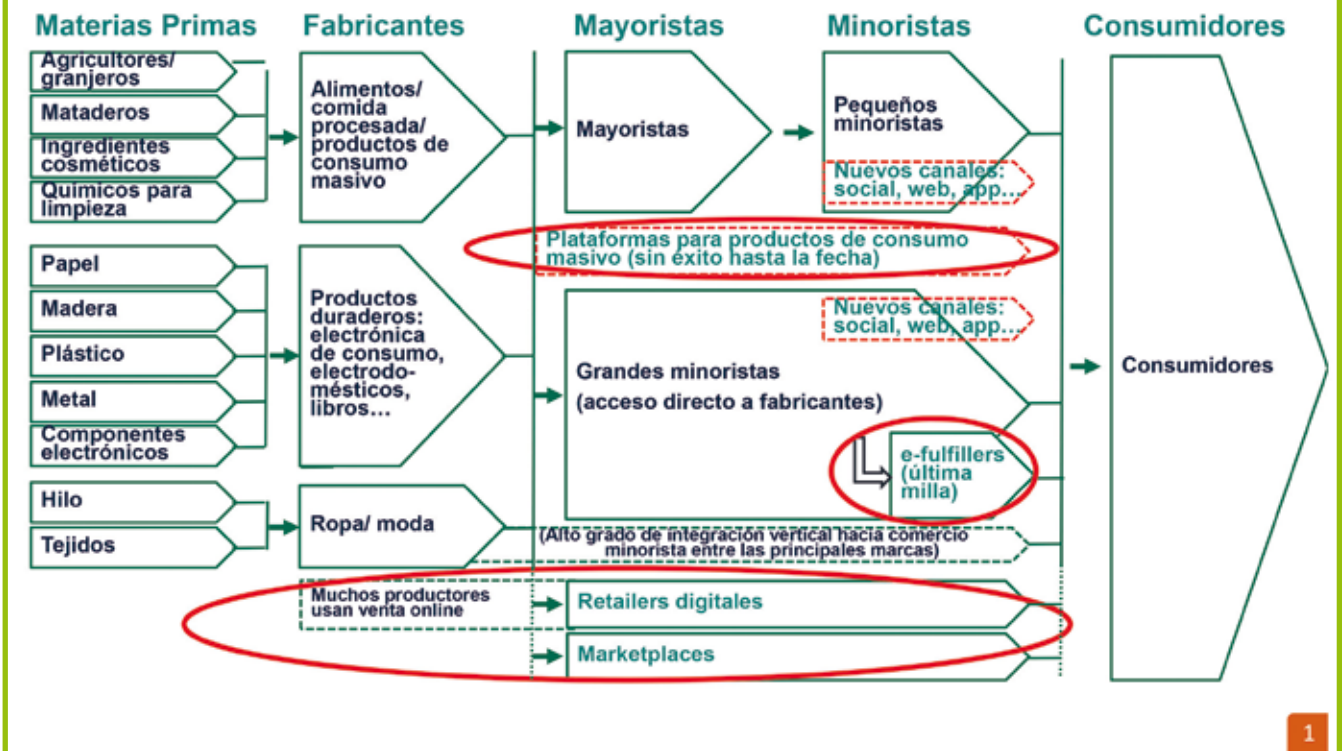 Materias Primas
Fabricantes
Mayoristas
Minoristas
Consumidores
Agricultores/
granjeros
Mataderos
Ingredientes
cosméticos
Químicos para
limpieza
Papel
Madera
Plástico
Metal
Componentes
electrónicos
Hilo
Tejidos
Alimentos/
comida
procesada/
productos de
consumo
masivo
Productos
duraderos:
electrónica
de consumo,
electrodo-
mésticos,
libros...
Ropa/ moda
Muchos productores
usan venta online
Mayoristas
Pequeños
minoristas
Nuevos canales:
social, web, app...
Plataformas para productos de consumo
masivo (sin éxito hasta la fecha)
Nuevos canales:
social, web, app...
Grandes minoristas
(acceso directo a fabricantes)
e-fulfillers
(última
milla)
(Alto grado de integración vertical hacia comercio
minorista entre las principales marcas)
Retailers digitales
Marketplaces
Consumidores
1